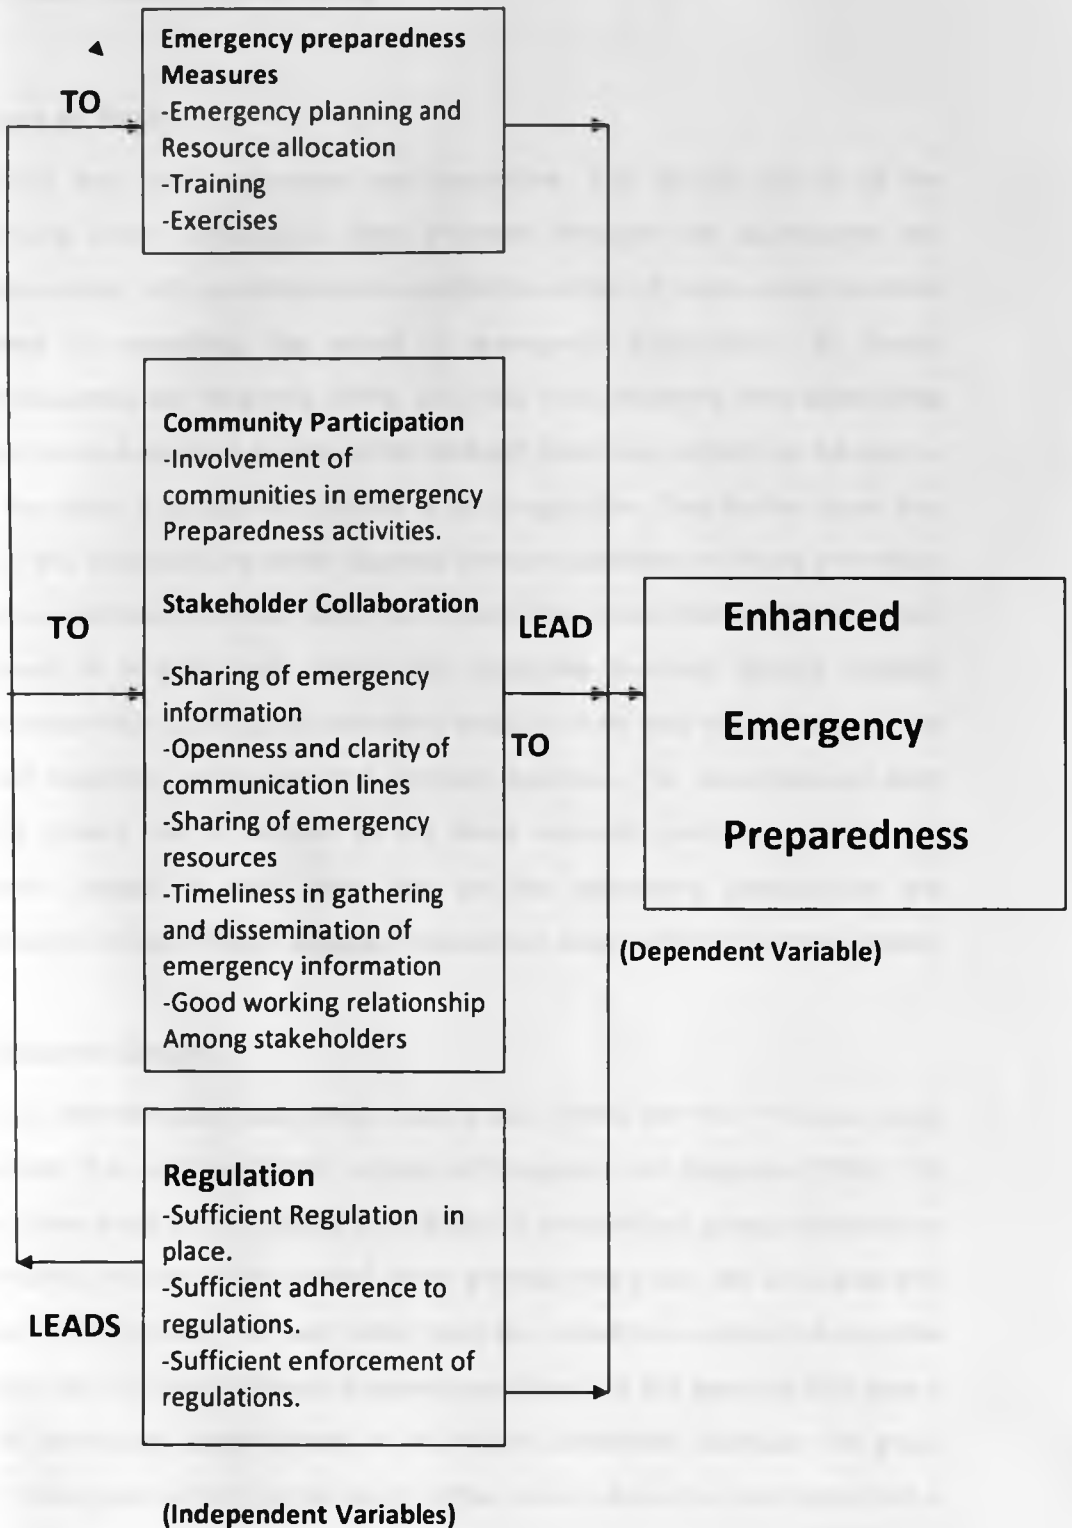 TO
Emergency preparedness
Measures
-Emergency planning and
Resource allocation
-Training
-Exercises
TO
Community Participation
-Involvement of
communities in emergency
Preparedness activities.
Stakeholder Collaboration
-Sharing of emergency
information
-Openness and clarity of
communication lines
-Sharing of emergency
resources
-Timeliness in gathering
and dissemination of
emergency information
-Good working relationship
Among stakeholders
LEAD
TO
Enhanced
Emergency
Preparedness
(Dependent Variable)
LEADS
Regulation
-Sufficient Regulation in
place.
-Sufficient adherence to
regulations.
-Sufficient enforcement of
regulations.
(Independent Variables)